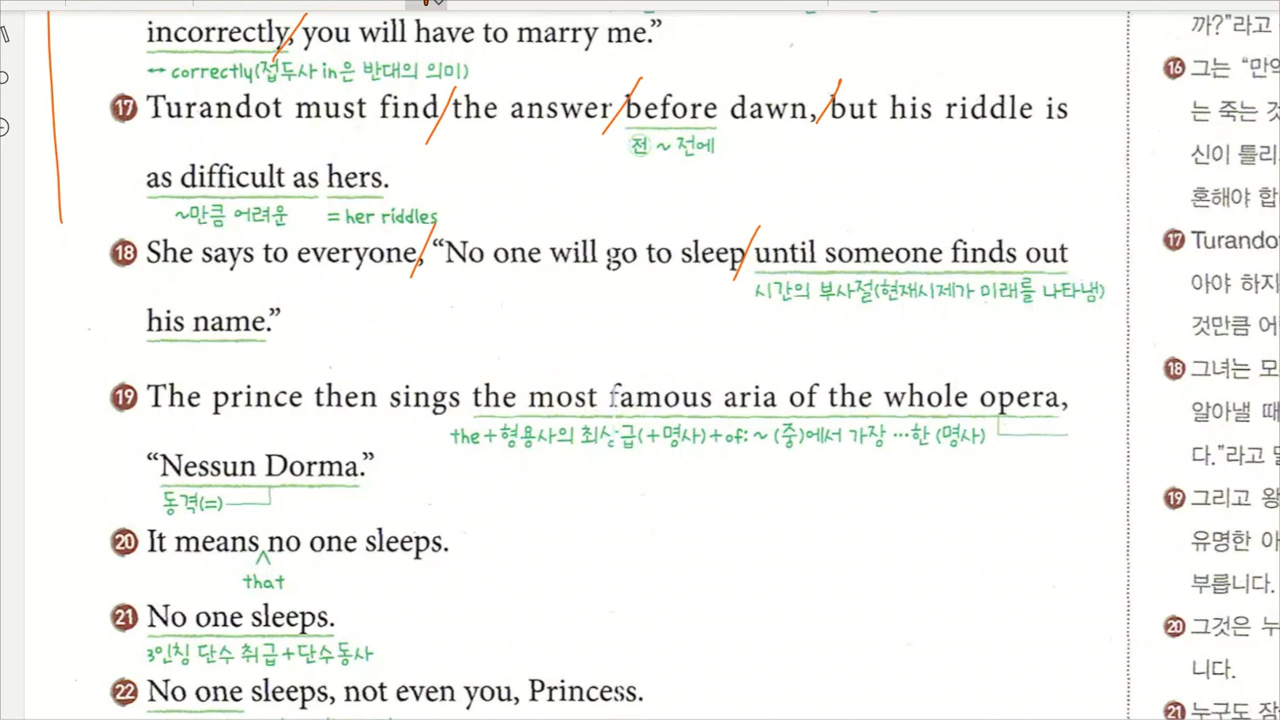 incorrectly, you will have to marry me.”
↔ correctly(접두사 in은 반대의 의미)
17 Turandot must find the answer before dawn, but his riddle is
전 ~ 전에
as difficult as hers.
~만큼 어려운 = her riddles
18 She says to everyone, “No one will go to sleep until someone finds out
시간의 부사절(현재시제가 미래를 나타냄)
his name.”
19 The prince then sings the most famous aria of the whole opera,
the+형용사의 최상급(+명사)+of: ~ (중)에서 가장 …한 (명사)
“Nessun Dorma.”
동격(=)
20 It means no one sleeps.
that
21 No one sleeps.
3인칭 단수 취급+단수동사
22 No one sleeps, not even you, Princess.
까?”라고
16 그는 “만약
는 죽는 것
신이 틀리
혼해야 합
17 Turando
아야 하지
것만큼 어
18 그녀는 모
알아낼 때
다.”라고 말
19 그리고 왕
유명한 아
부릅니다.
20 그것은 누
니다.
21 누구도 잠